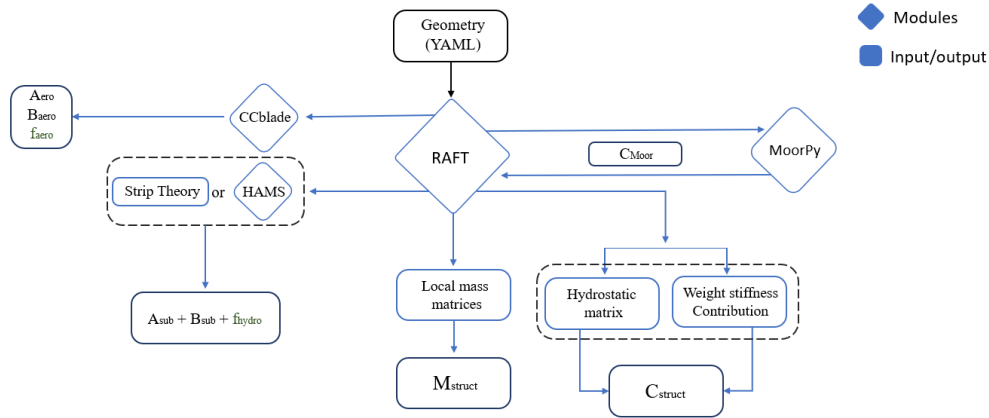 Geometry
(YAML)
Modules
Input/output
Aero
Baero
faero
CCblade
RAFT
CMoor
MoorPy
Strip Theory or HAMS
Local mass
matrices
Hydrostatic
matrix
Weight stiffness
Contribution
Asub + Bsub + fhydro
Mstruct
Cstruct